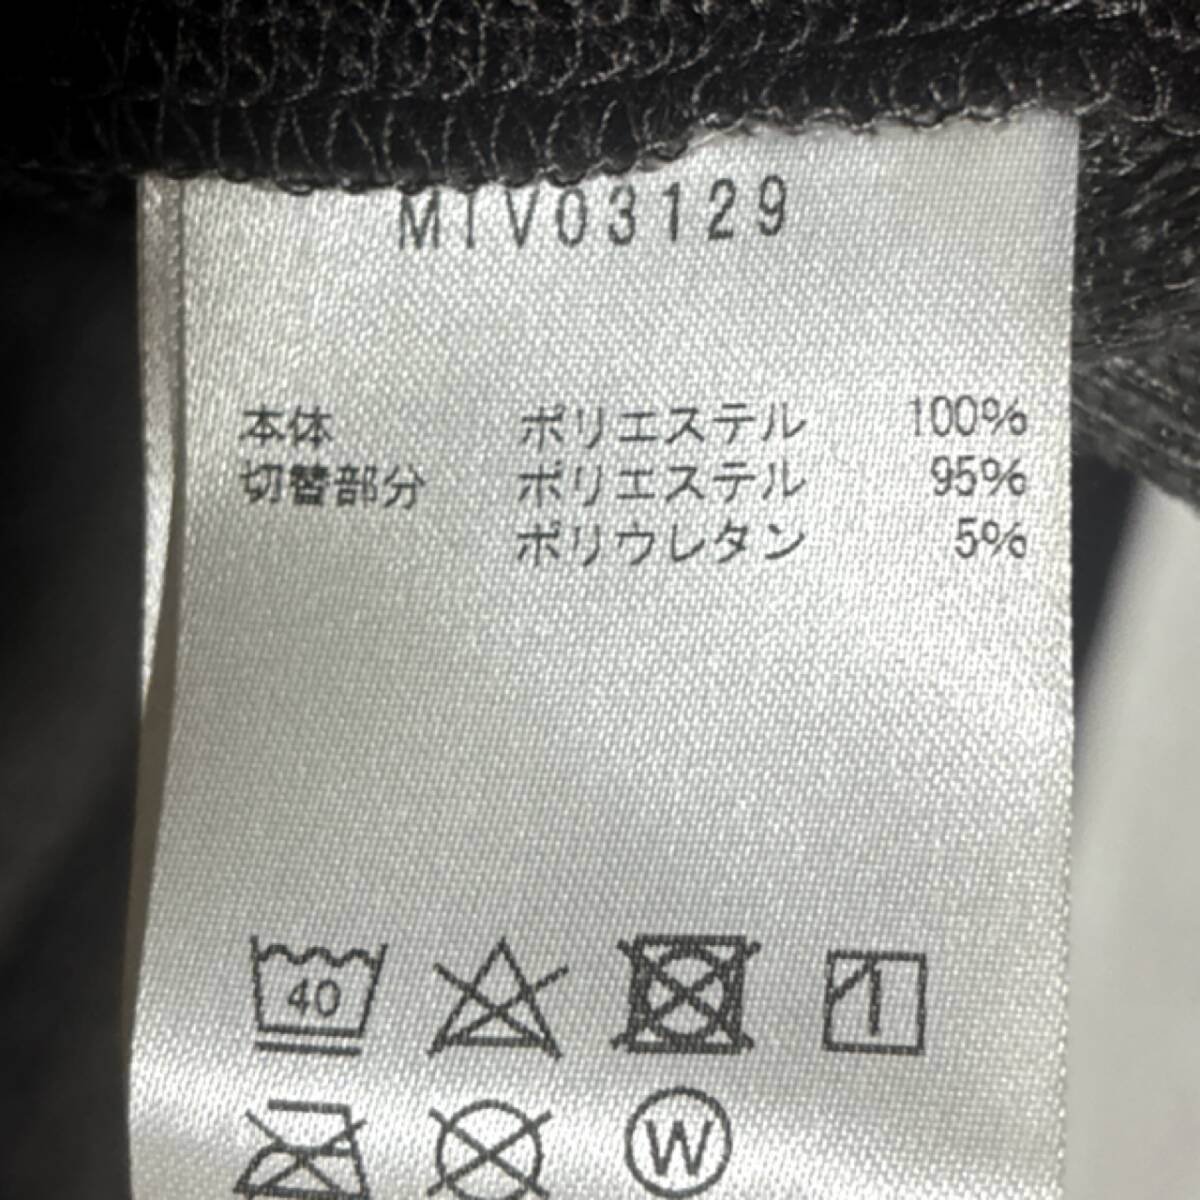 MIV03129
本体 ポリエステル 100%
切替部分 ポリエステル 95%
ポリウレタン 5%
40
W